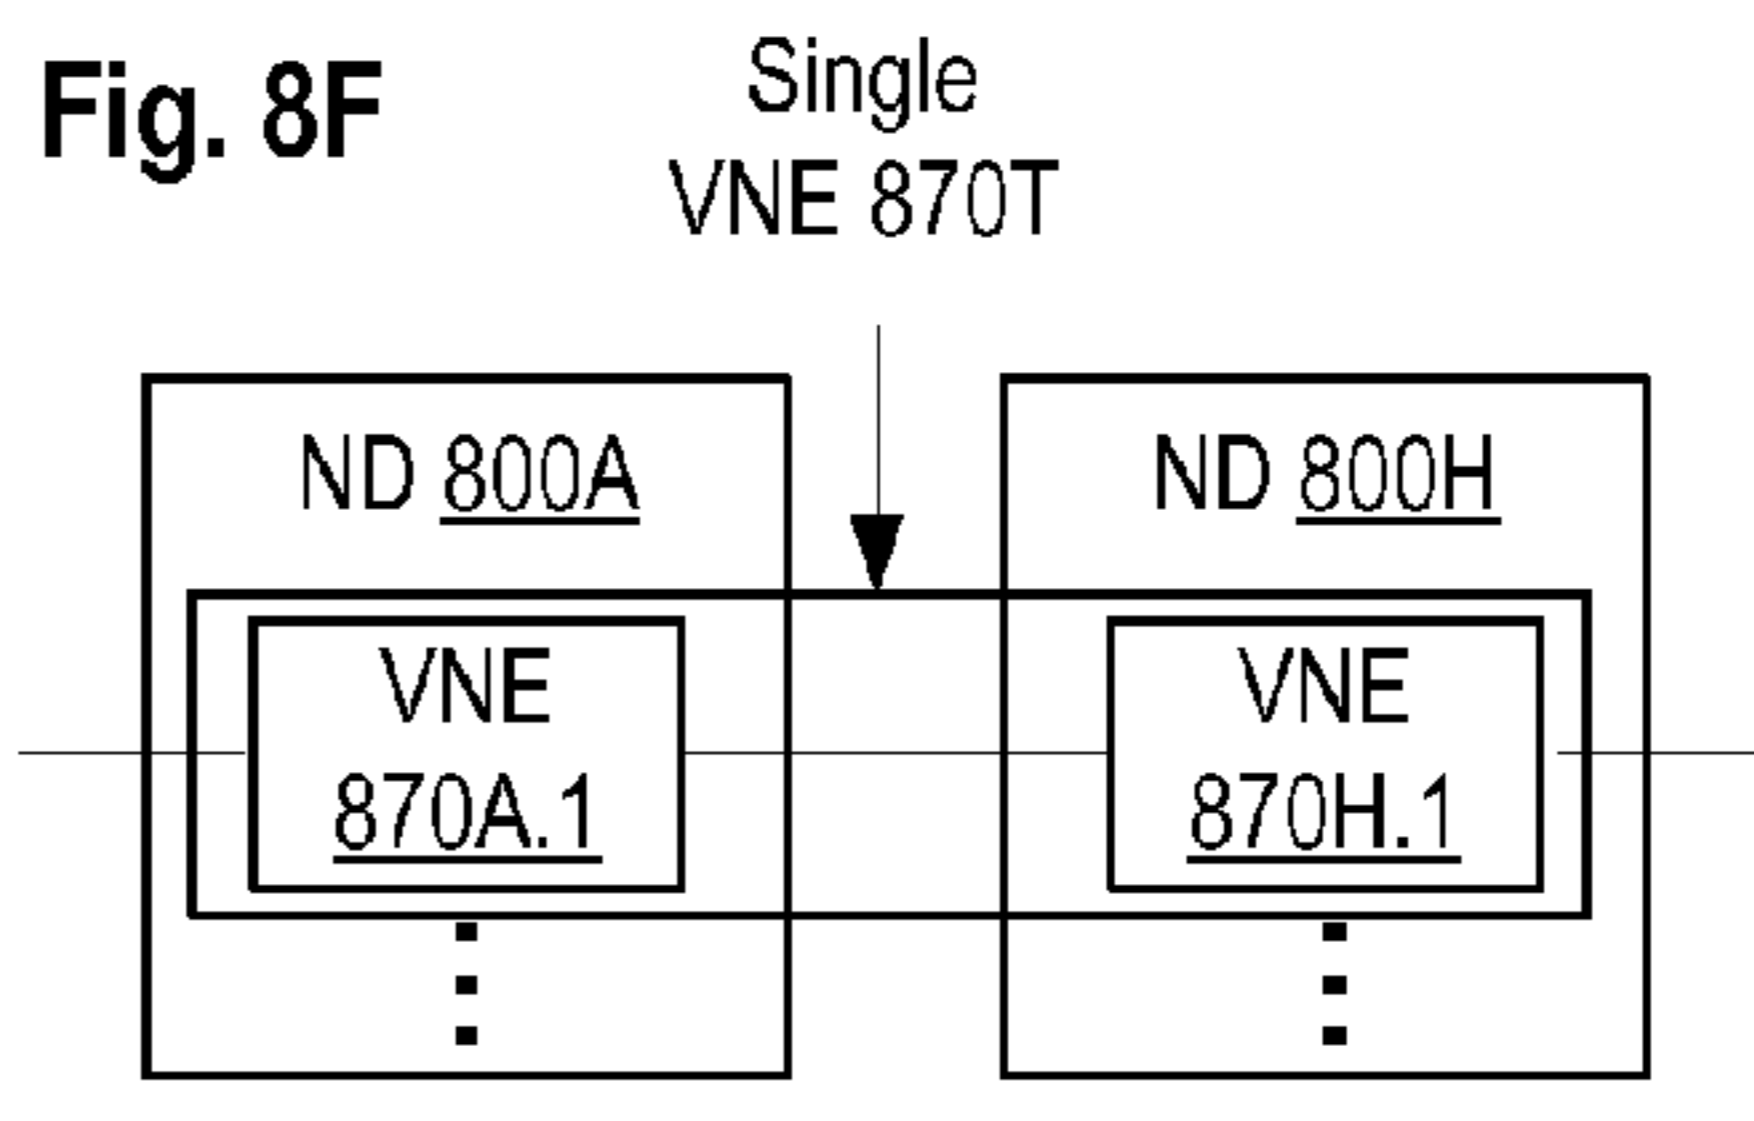 Fig. 8F
Single
VNE 870T
ND 800A
ND 800H
VNE
870A.1
VNE
870H.1